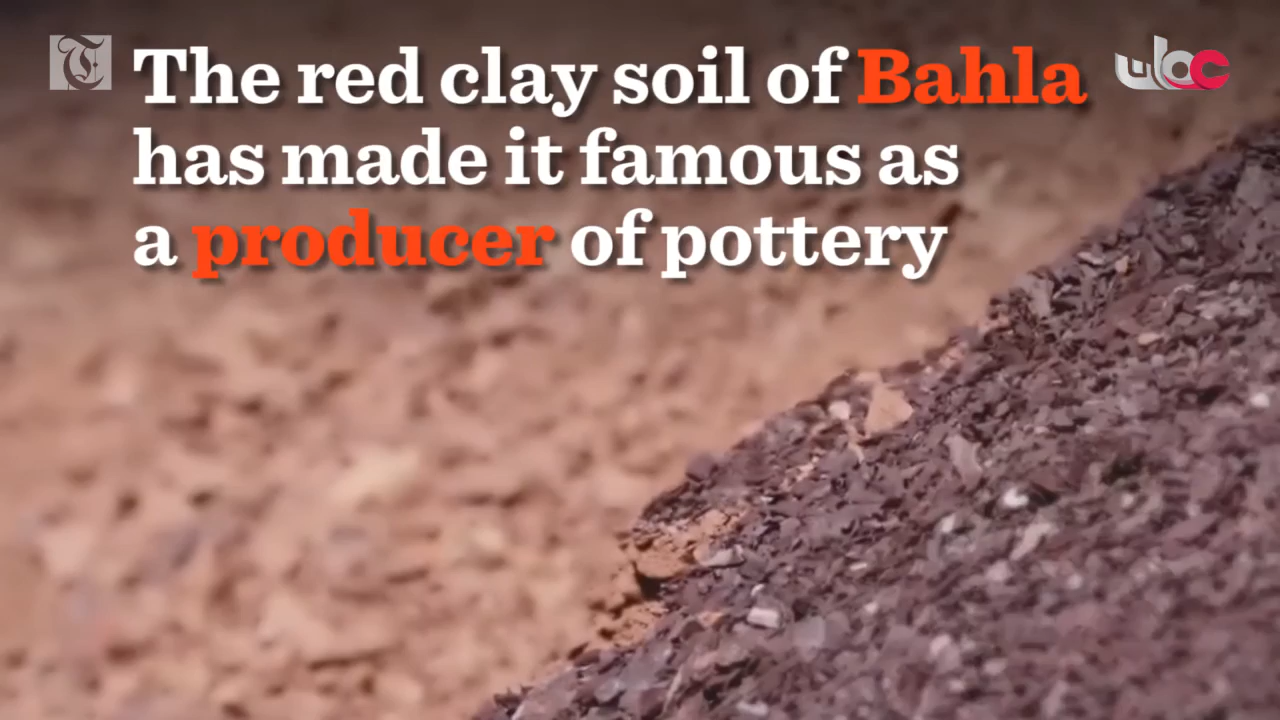 T
The red clay soil of Bahla
has made it famous as
a producer of pottery